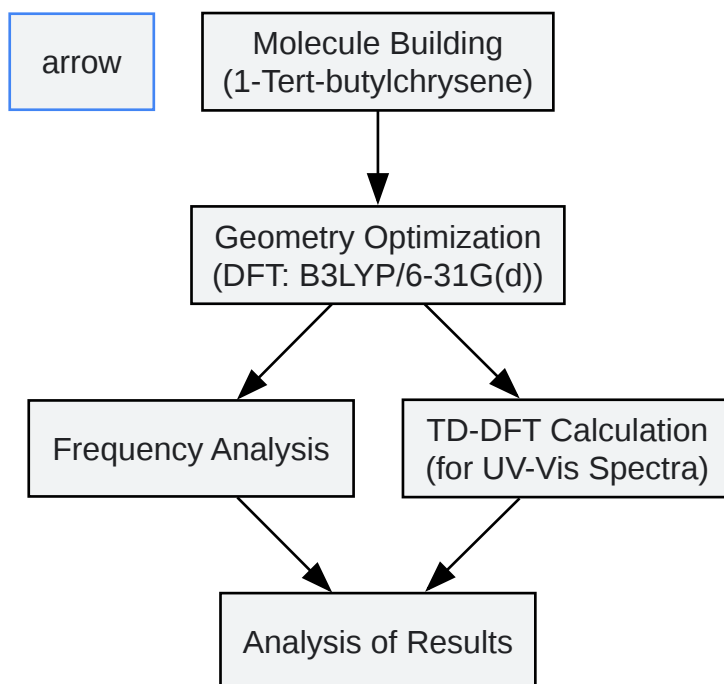 arrow
Molecule Building
(1-Tert-butylchrysene)
Geometry Optimization
(DFT: B3LYP/6-31G(d))
Frequency Analysis
TD-DFT Calculation
(for UV-Vis Spectra)
Analysis of Results